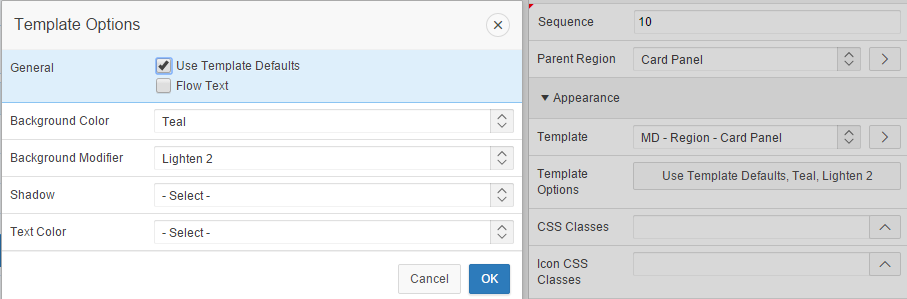 Template Options
General
Use Template Defaults
Flow Text
Background Color
Teal
Background Modifier
Lighten 2
Shadow
- Select -
Text Color
- Select -
Cancel
OK
Sequence
10
Parent Region
Card Panel
Appearance
Template
MD - Region - Card Panel
Template
Options
Use Template Defaults, Teal, Lighten 2
CSS Classes
Icon CSS
Classes